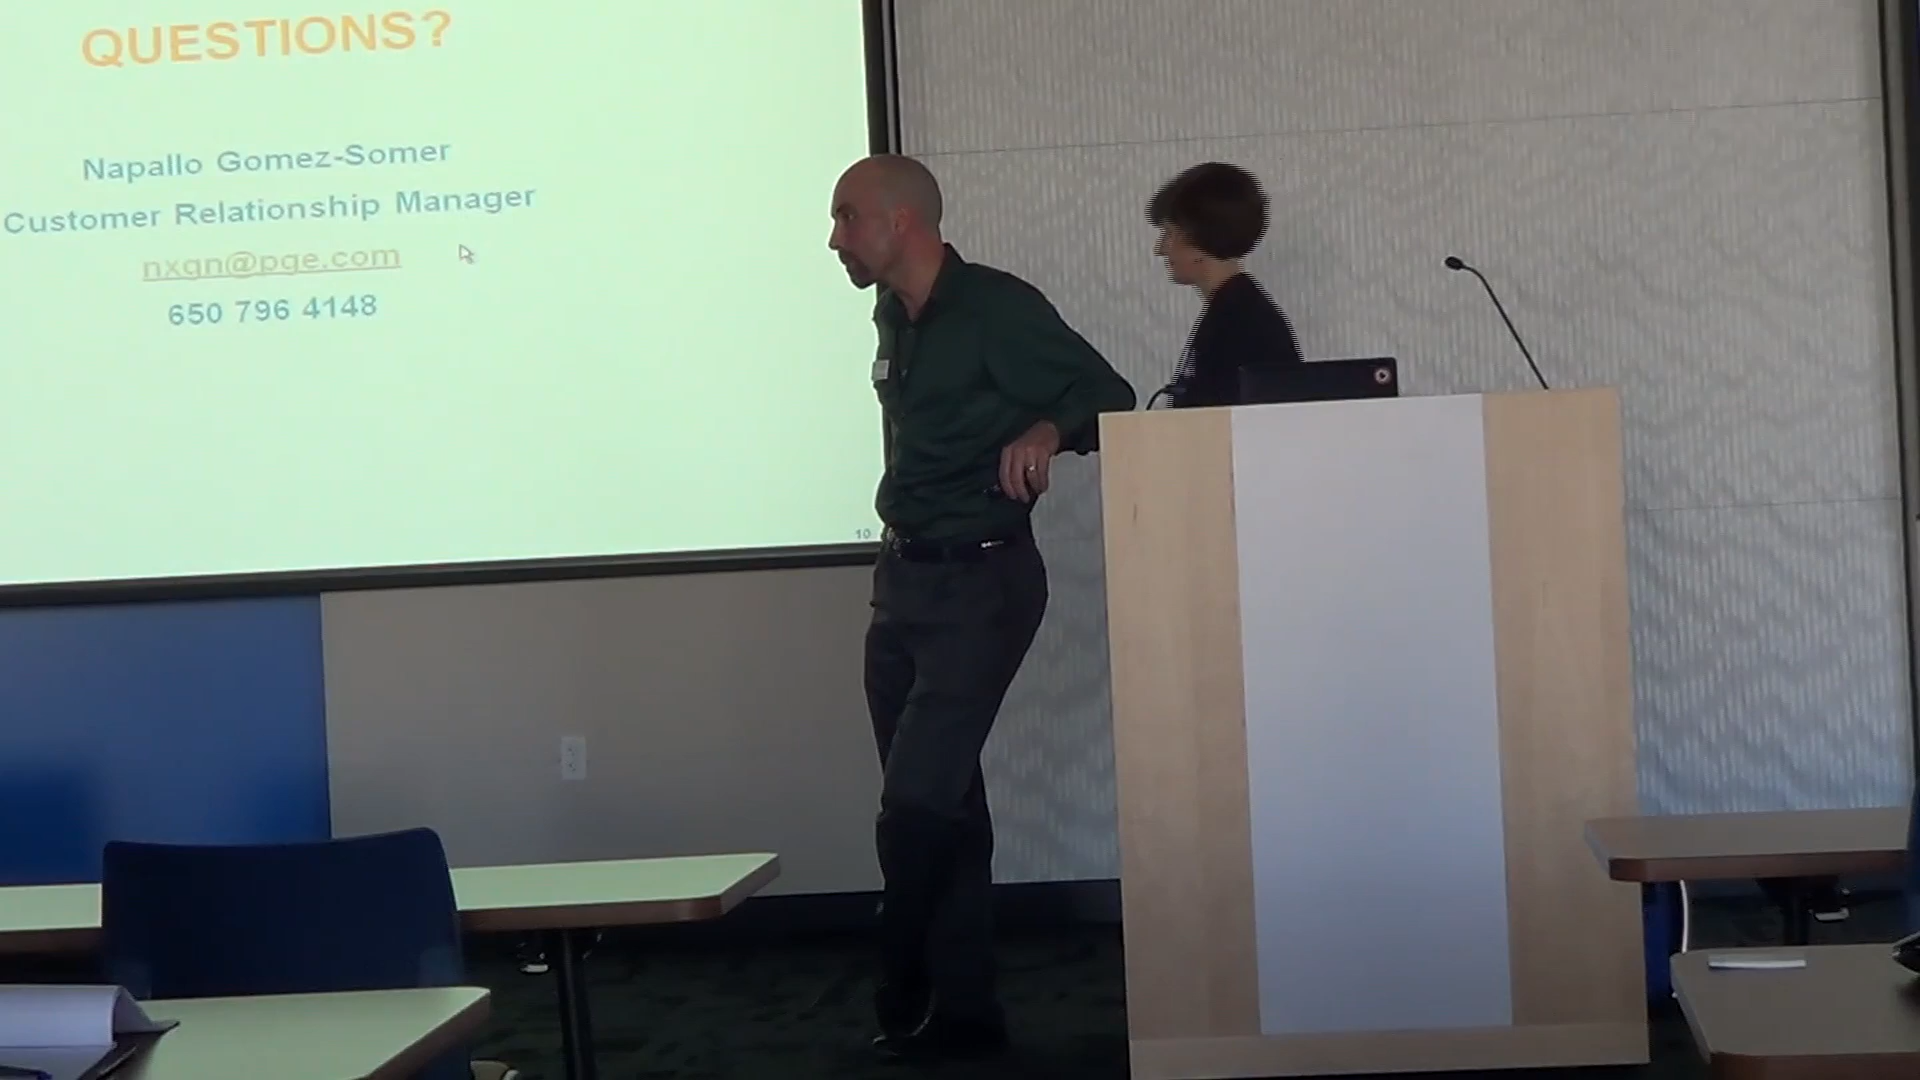 QUESTIONS?
Napallo Gomez-Somer
Customer Relationship Manager
nxgn@pge.com
650 796 4148
10